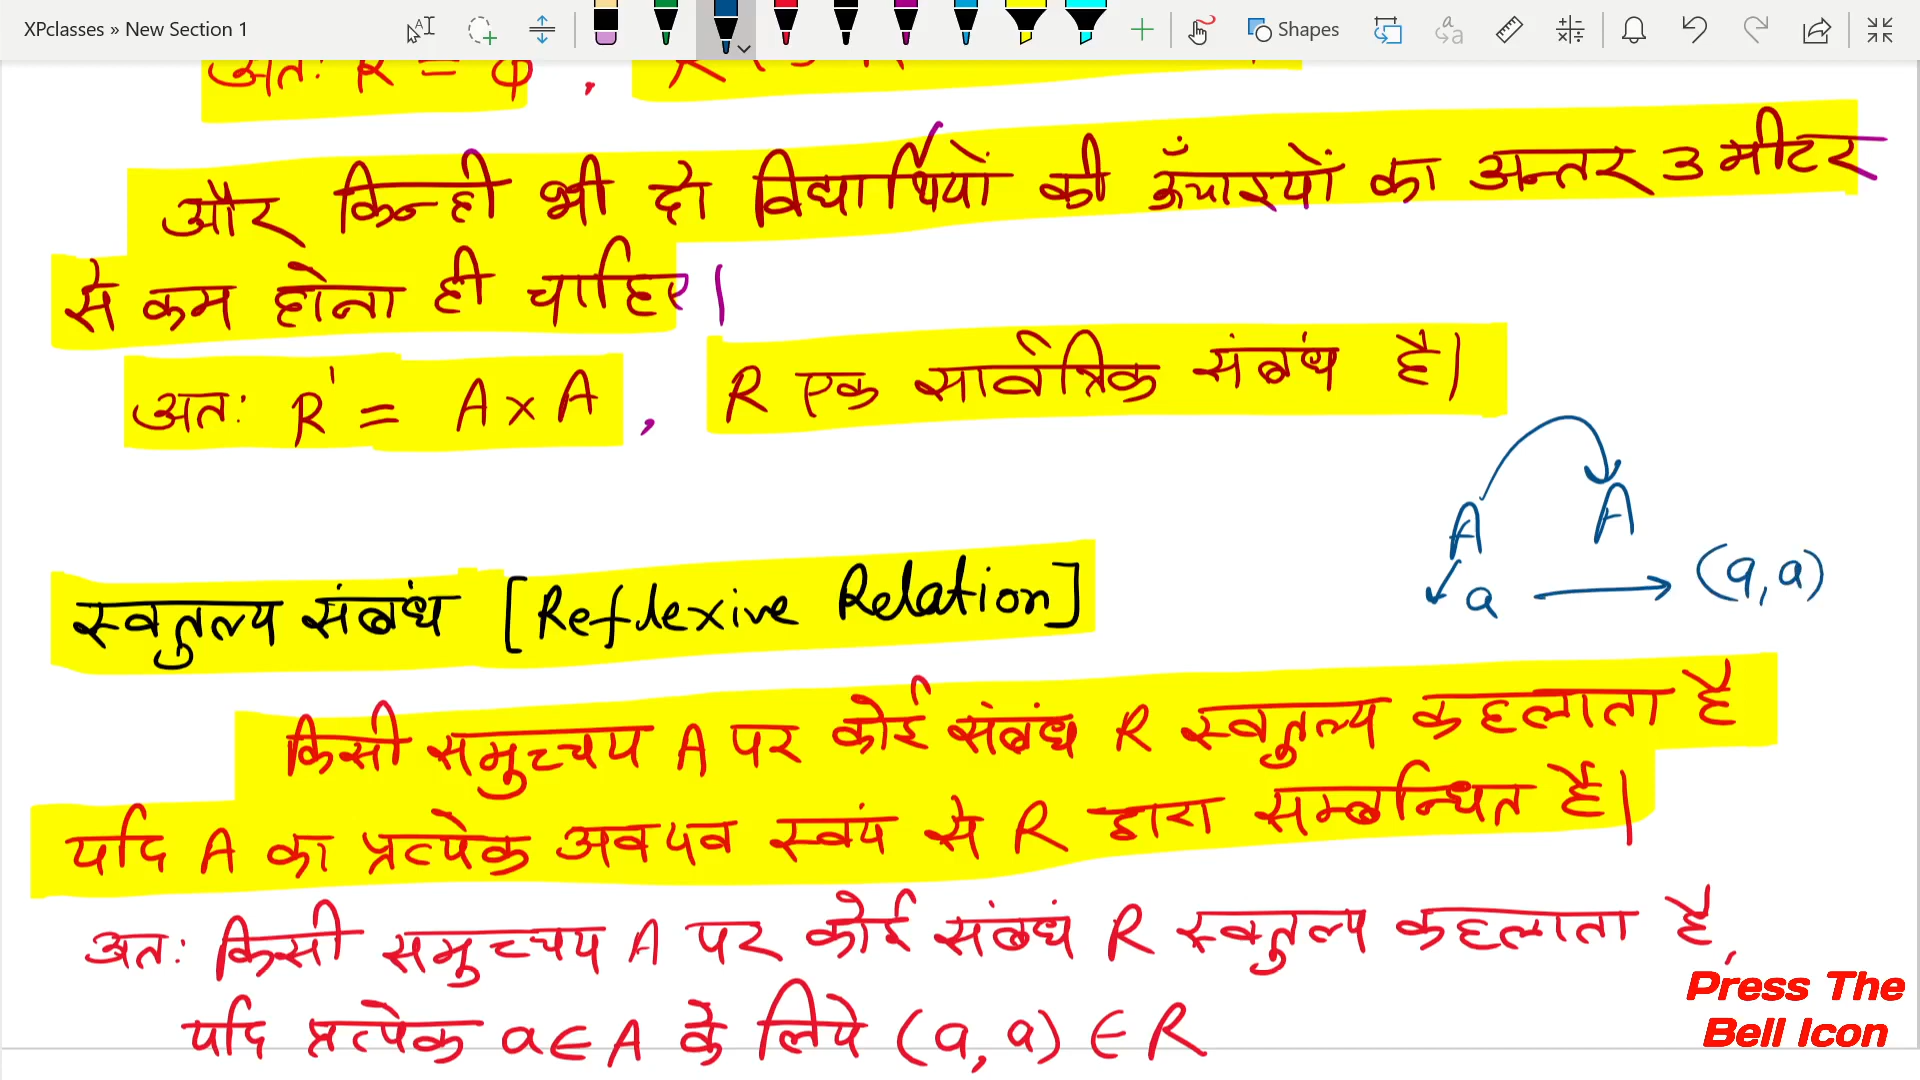 XPclasses » New Section 1
Shapes
अतः R = φ ,
और किन्ही भी दो विद्यार्थियों की ऊँचाइयों का अन्तर 3 मीटर
से कम होना ही चाहिए।
अतः R' = A × A , R एक सार्वत्रिक संबंध है।
A A
a → (a, a)
स्वतुल्य संबंध [Reflexive Relation]
किसी समुच्चय A पर कोई संबंध R स्वतुल्य कहलाता है
यदि A का प्रत्येक अवयव स्वयं से R द्वारा सम्बन्धित है।
अतः किसी समुच्चय A पर कोई संबंध R स्वतुल्य कहलाता है,
यदि प्रत्येक a ∈ A के लिये (a, a) ∈ R
Press The
Bell Icon